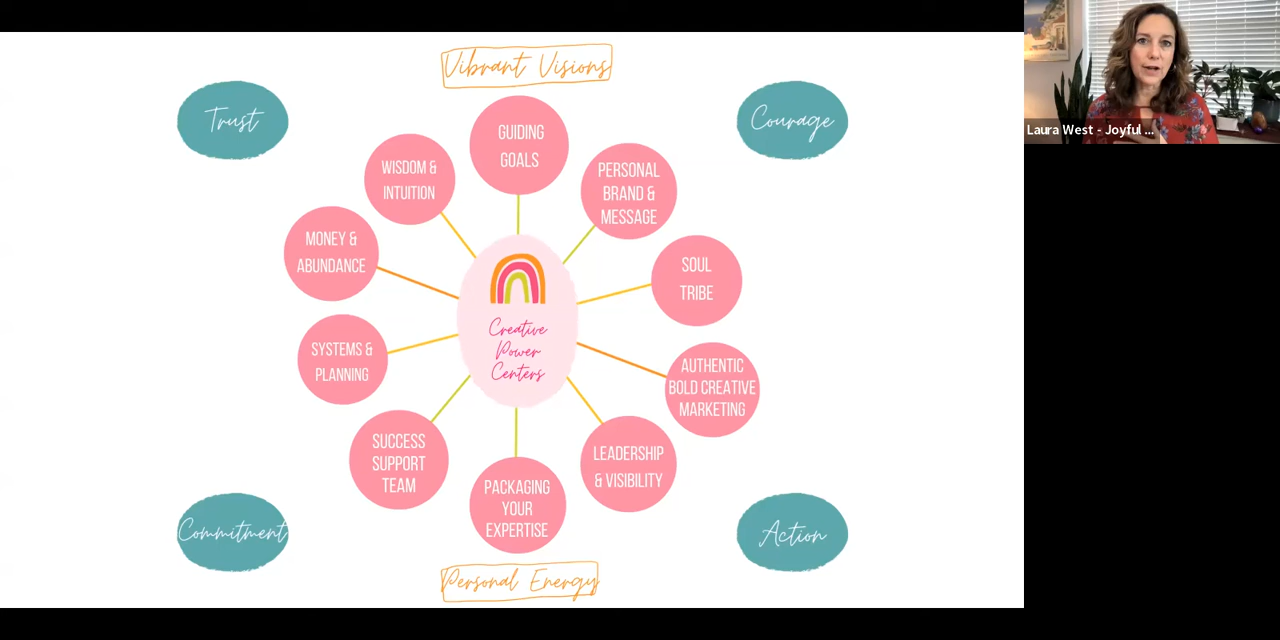 Vibrant Visions
Trust
Courage
Laura West - Joyful ...
GUIDING
GOALS
PERSONAL
BRAND &
MESSAGE
SOUL
TRIBE
AUTHENTIC
BOLD CREATIVE
MARKETING
LEADERSHIP
& VISIBILITY
PACKAGING
YOUR
EXPERTISE
SUCCESS
SUPPORT
TEAM
SYSTEMS &
PLANNING
MONEY &
ABUNDANCE
WISDOM &
INTUITION
Creative
Power
Centers
Commitment
Action
Personal Energy